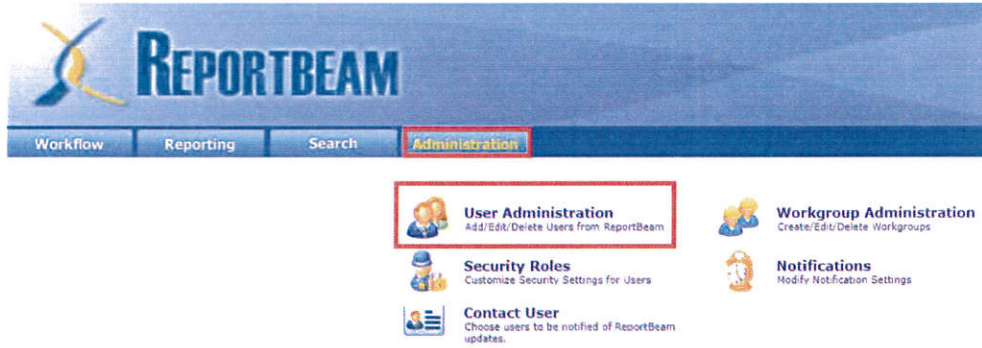 REPORTBEAM
Workflow Reporting Search Administration
User Administration
Add/Edit/Delete Users from ReportBeam
Workgroup Administration
Create/Edit/Delete Workgroups
Security Roles
Customize Security Settings for Users
Notifications
Modify Notification Settings
Contact User
Choose users to be notified of ReportBeam
updates.